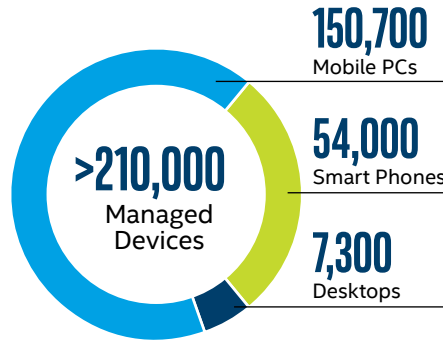 150,700
Mobile PCs
>210,000
Managed
Devices
54,000
Smart Phones
7,300
Desktops